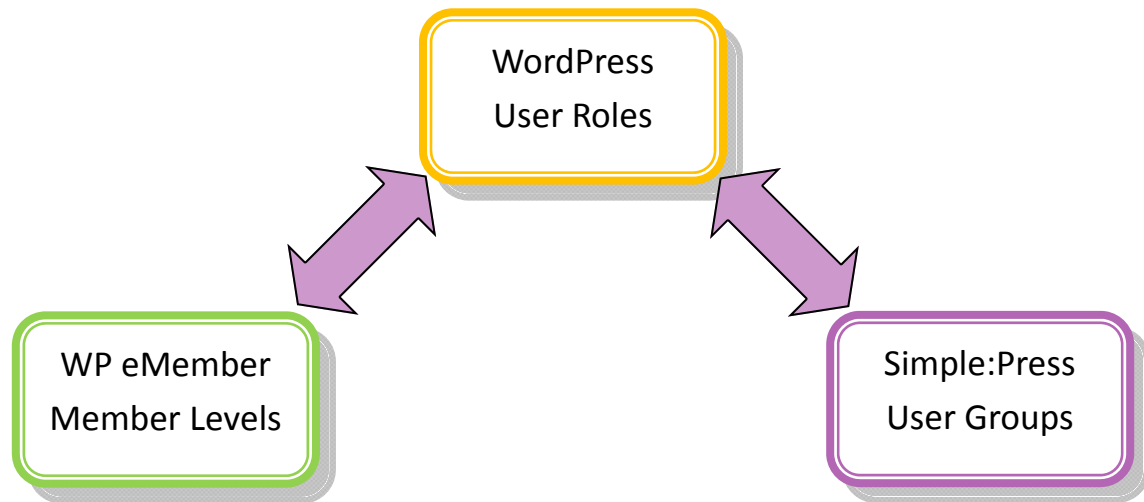 WordPress
User Roles
WP eMember
Member Levels
Simple:Press
User Groups